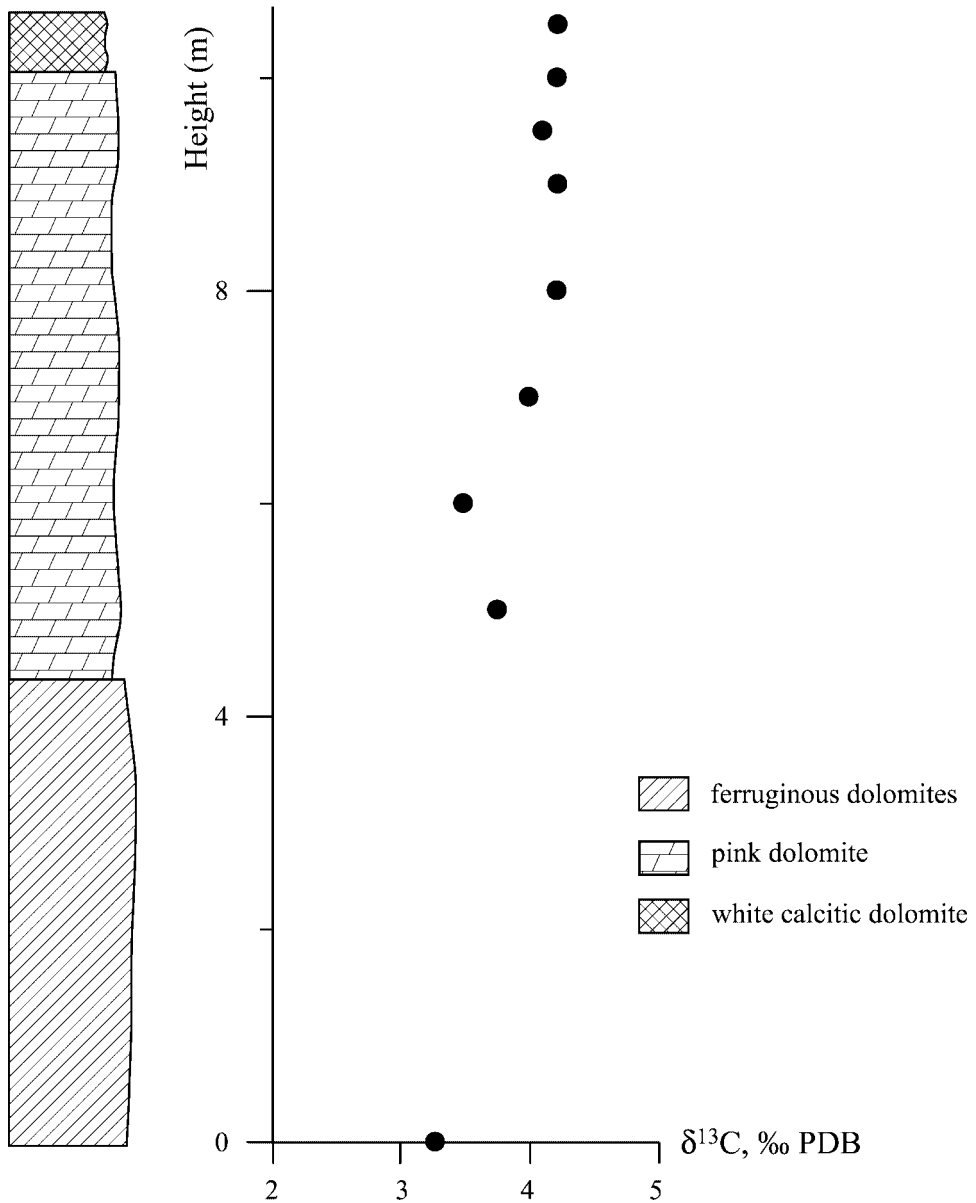 Height (m)
8
4
ferruginous dolomites
pink dolomite
white calcitic dolomite
0
δ¹³C, ‰ PDB
2 3 4 5